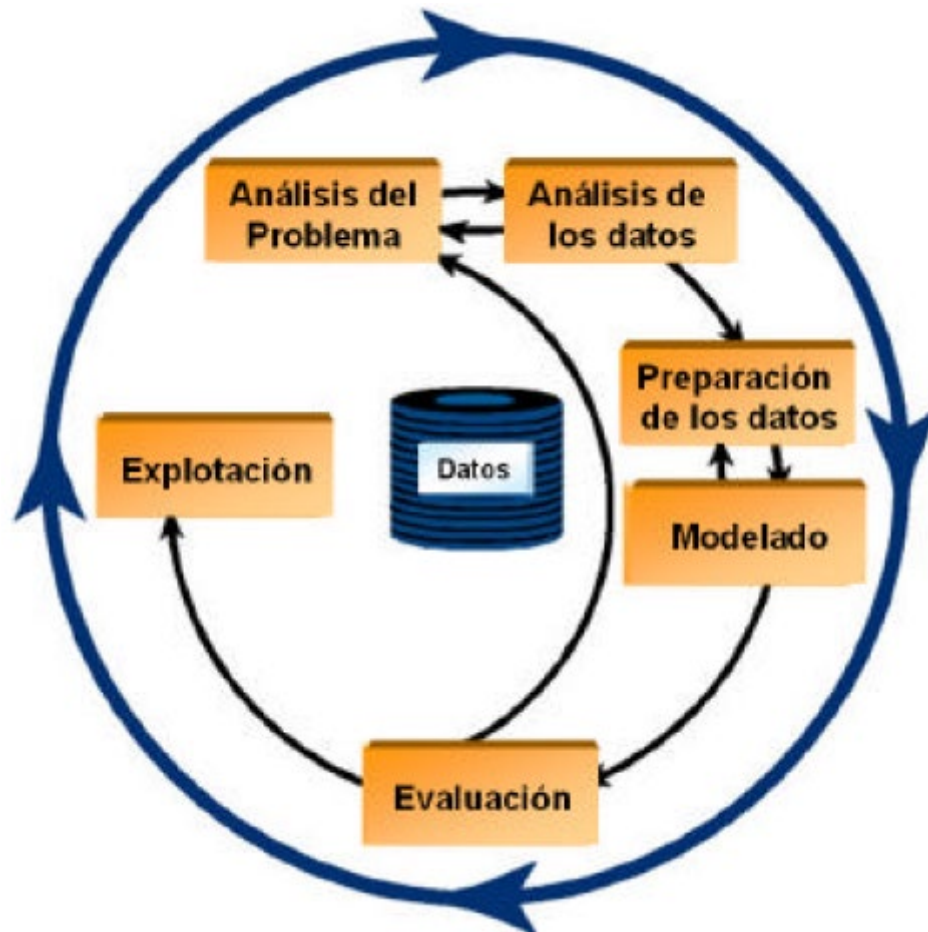 Análisis del
Problema
Análisis de
los datos
Preparación
de los datos
Explotación
Datos
Modelado
Evaluación